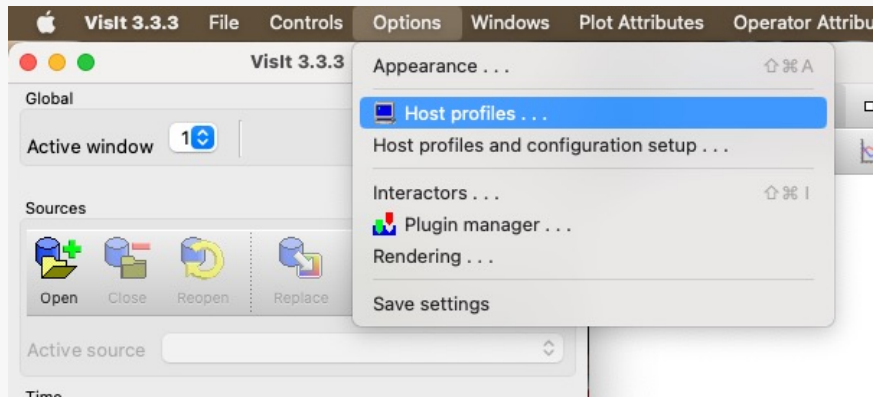 VisIt 3.3.3 File Controls Options Windows Plot Attributes Operator Attribu
VisIt 3.3.3
Global
Active window 1
Sources
Open Close Reopen Replace
Active source
Time
Appearance . . . ⇧⌘A
Host profiles . . .
Host profiles and configuration setup . . .
Interactors . . . ⇧⌘I
Plugin manager . . .
Rendering . . .
Save settings